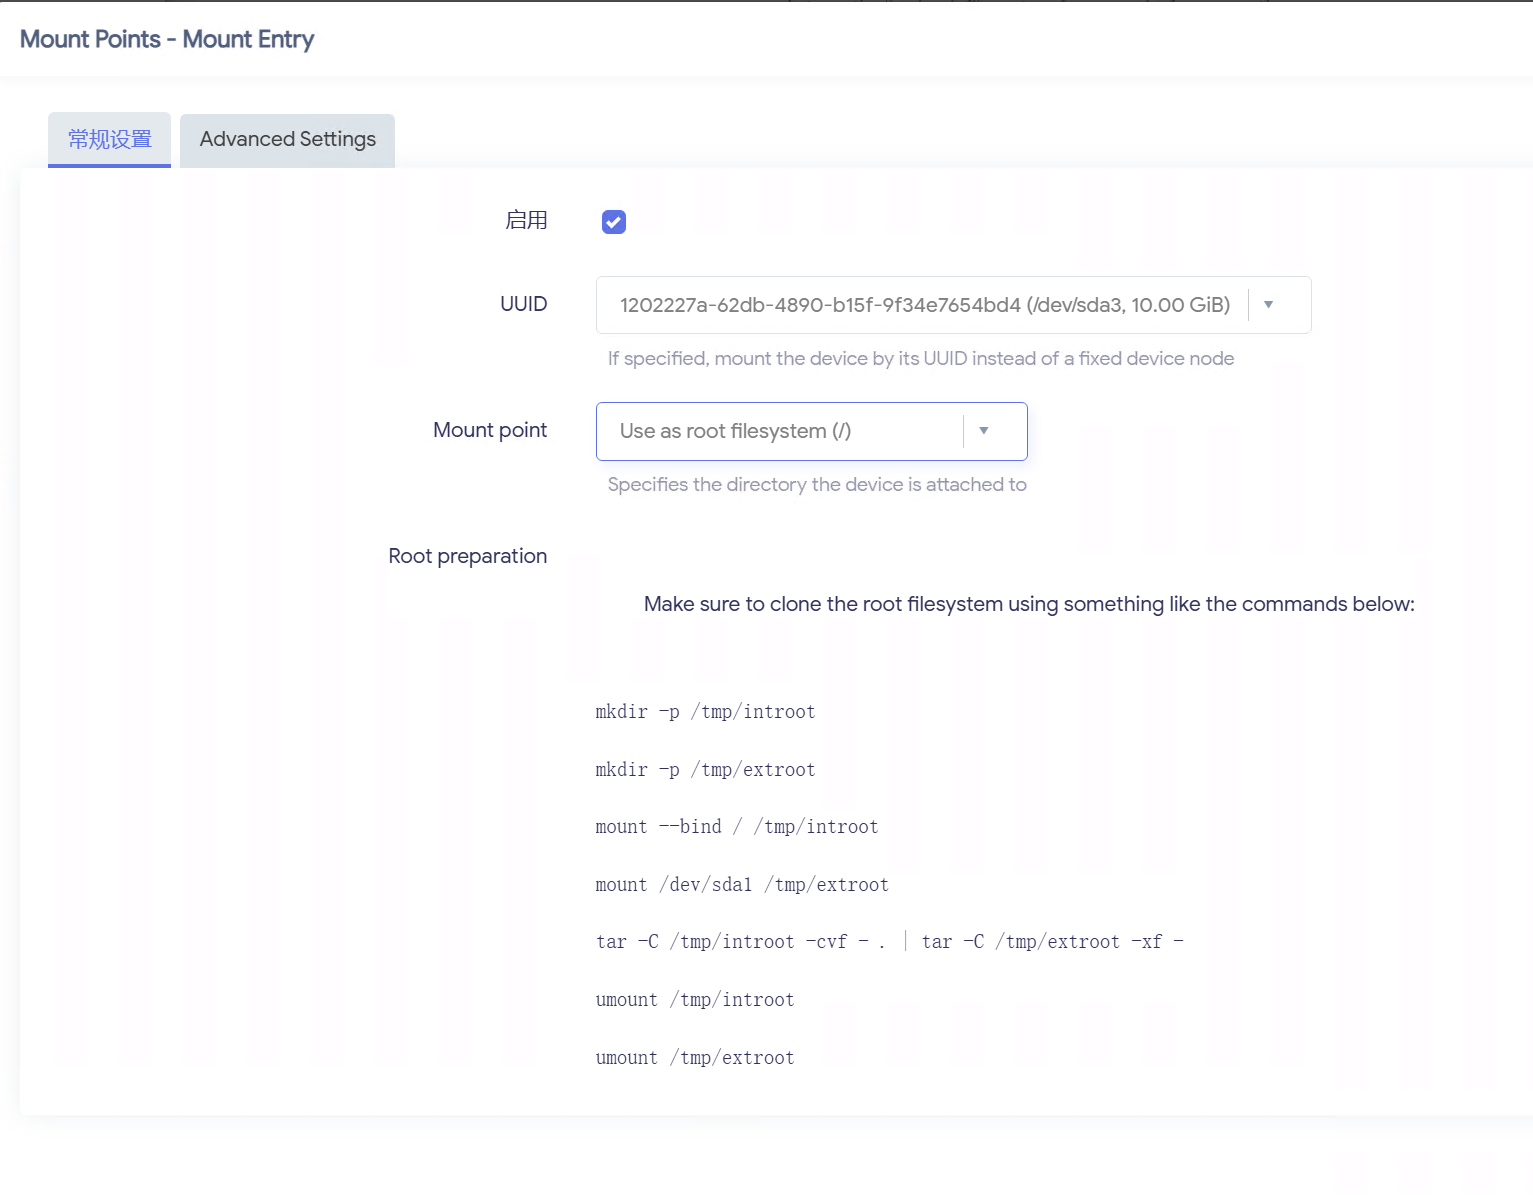 Mount Points - Mount Entry
常规设置
Advanced Settings
启用
UUID
1202227a-62db-4890-b15f-9f34e7654bd4 (/dev/sda3, 10.00 GiB)
If specified, mount the device by its UUID instead of a fixed device node
Mount point
Use as root filesystem (/)
Specifies the directory the device is attached to
Root preparation
Make sure to clone the root filesystem using something like the commands below:
mkdir -p /tmp/introot
mkdir -p /tmp/extroot
mount --bind / /tmp/introot
mount /dev/sda1 /tmp/extroot
tar -C /tmp/introot -cvf - . | tar -C /tmp/extroot -xf -
umount /tmp/introot
umount /tmp/extroot